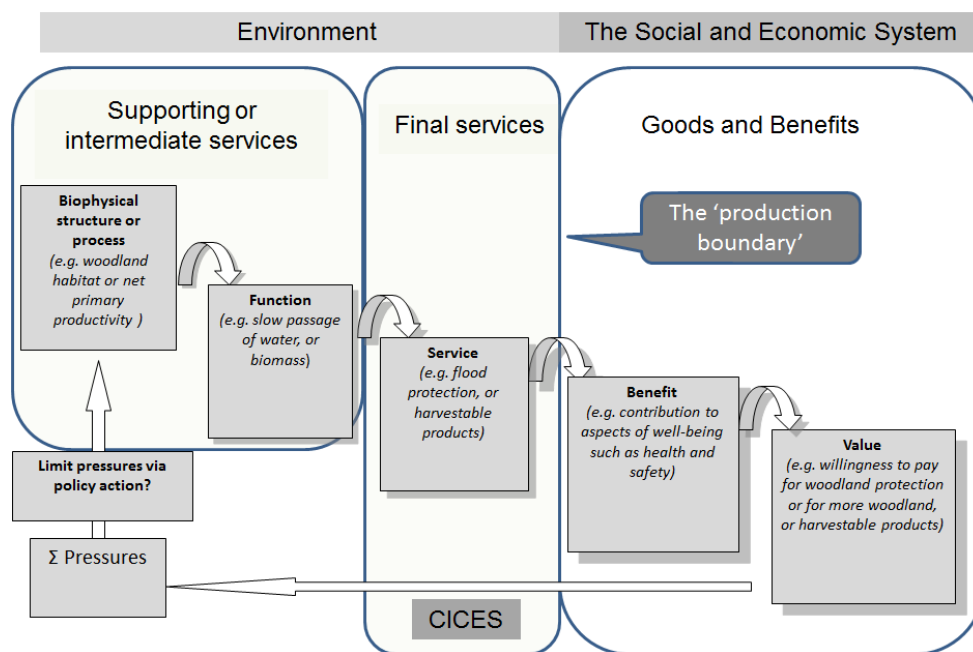 Environment
The Social and Economic System
Supporting or
intermediate services
Final services
Goods and Benefits
Biophysical
structure or
process
(e.g. woodland
habitat or net
primary
productivity )
The ‘production
boundary’
Function
(e.g. slow passage
of water, or
biomass)
Service
(e.g. flood
protection, or
harvestable
products)
Benefit
(e.g. contribution to
aspects of well-being
such as health and
safety)
Value
(e.g. willingness to pay
for woodland protection
or for more woodland,
or harvestable products)
Limit pressures via
policy action?
Σ Pressures
CICES